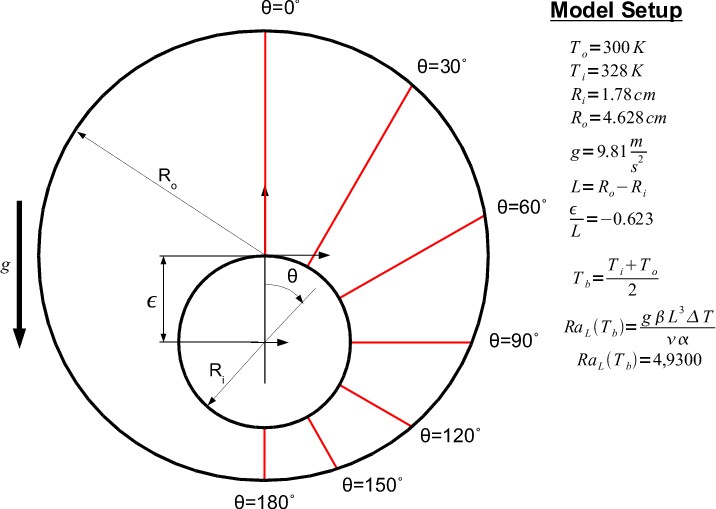 θ=0°
Model Setup
T_o=300 K
T_i=328 K
R_i=1.78 cm
R_o=4.628 cm
g=9.81 m/s²
L=R_o−R_i
ϵ/L=−0.623
T_b=(T_i+T_o)/2
Ra_L(T_b)=(g β L³ ΔT)/(ν α)
Ra_L(T_b)=4,9300
θ=30°
R_o
θ=60°
g
ϵ
θ
θ=90°
R_i
θ=120°
θ=150°
θ=180°